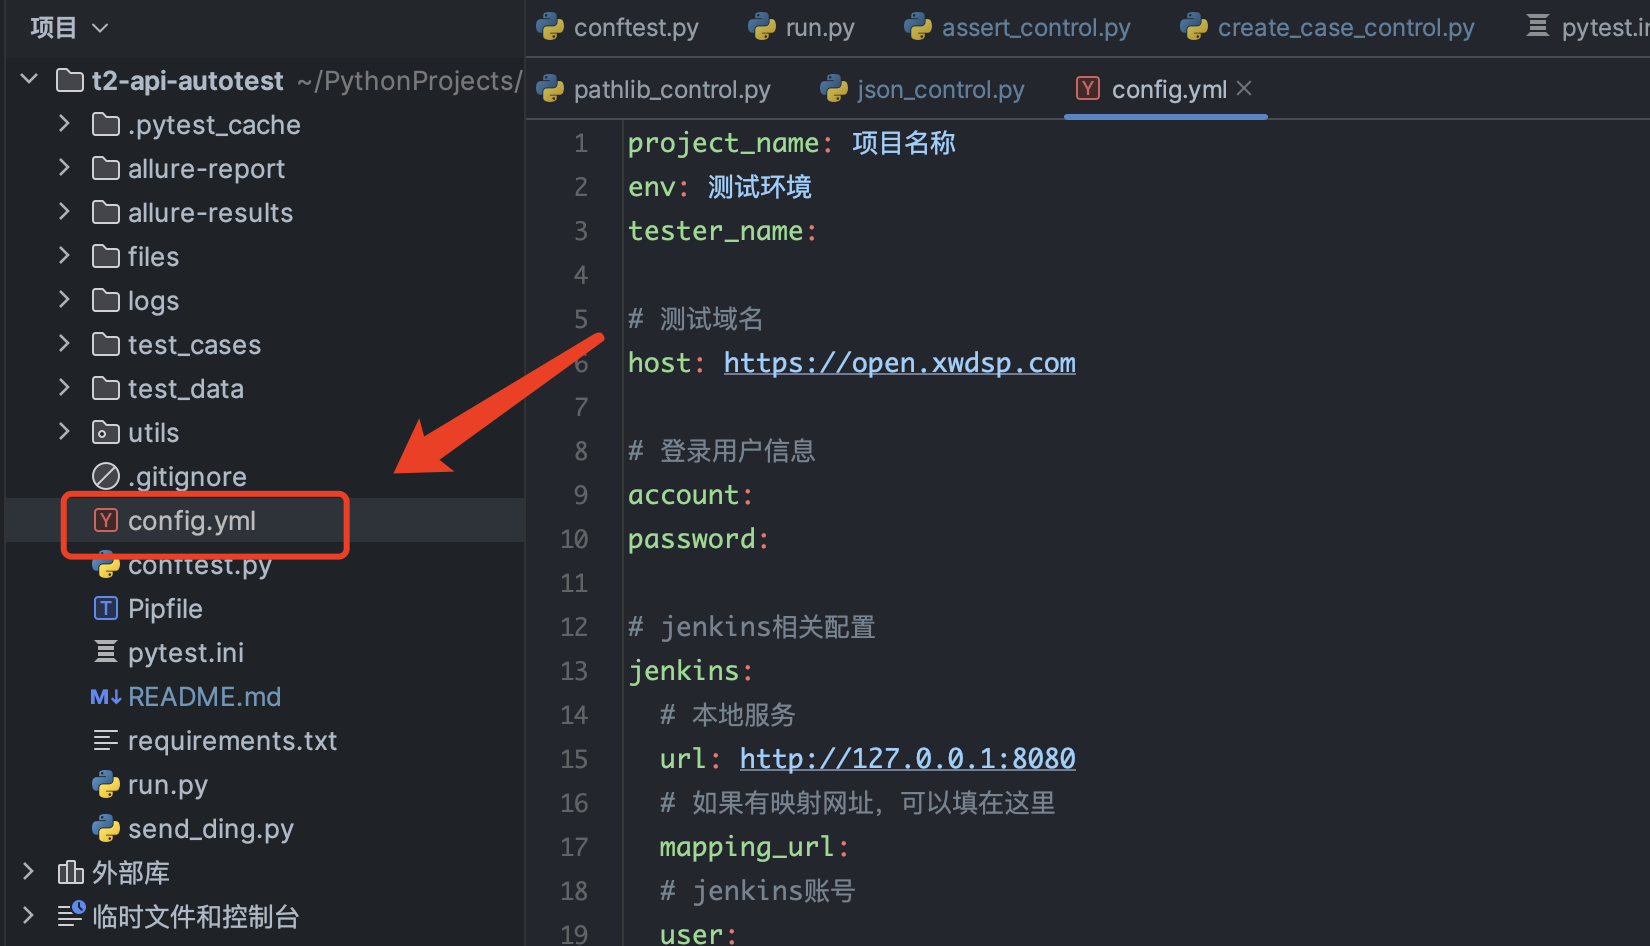 项目
t2-api-autotest ~/PythonProjects/
.pytest_cache
allure-report
allure-results
files
logs
test_cases
test_data
utils
.gitignore
config.yml
conftest.py
Pipfile
pytest.ini
README.md
requirements.txt
run.py
send_ding.py
外部库
临时文件和控制台
conftest.py run.py assert_control.py create_case_control.py pytest.in
pathlib_control.py json_control.py config.yml
1 project_name: 项目名称
2 env: 测试环境
3 tester_name:
4
5 # 测试域名
6 host: https://open.xwdsp.com
7
8 # 登录用户信息
9 account:
10 password:
11
12 # jenkins相关配置
13 jenkins:
14 # 本地服务
15 url: http://127.0.0.1:8080
16 # 如果有映射网址，可以填在这里
17 mapping_url:
18 # jenkins账号
19 user: